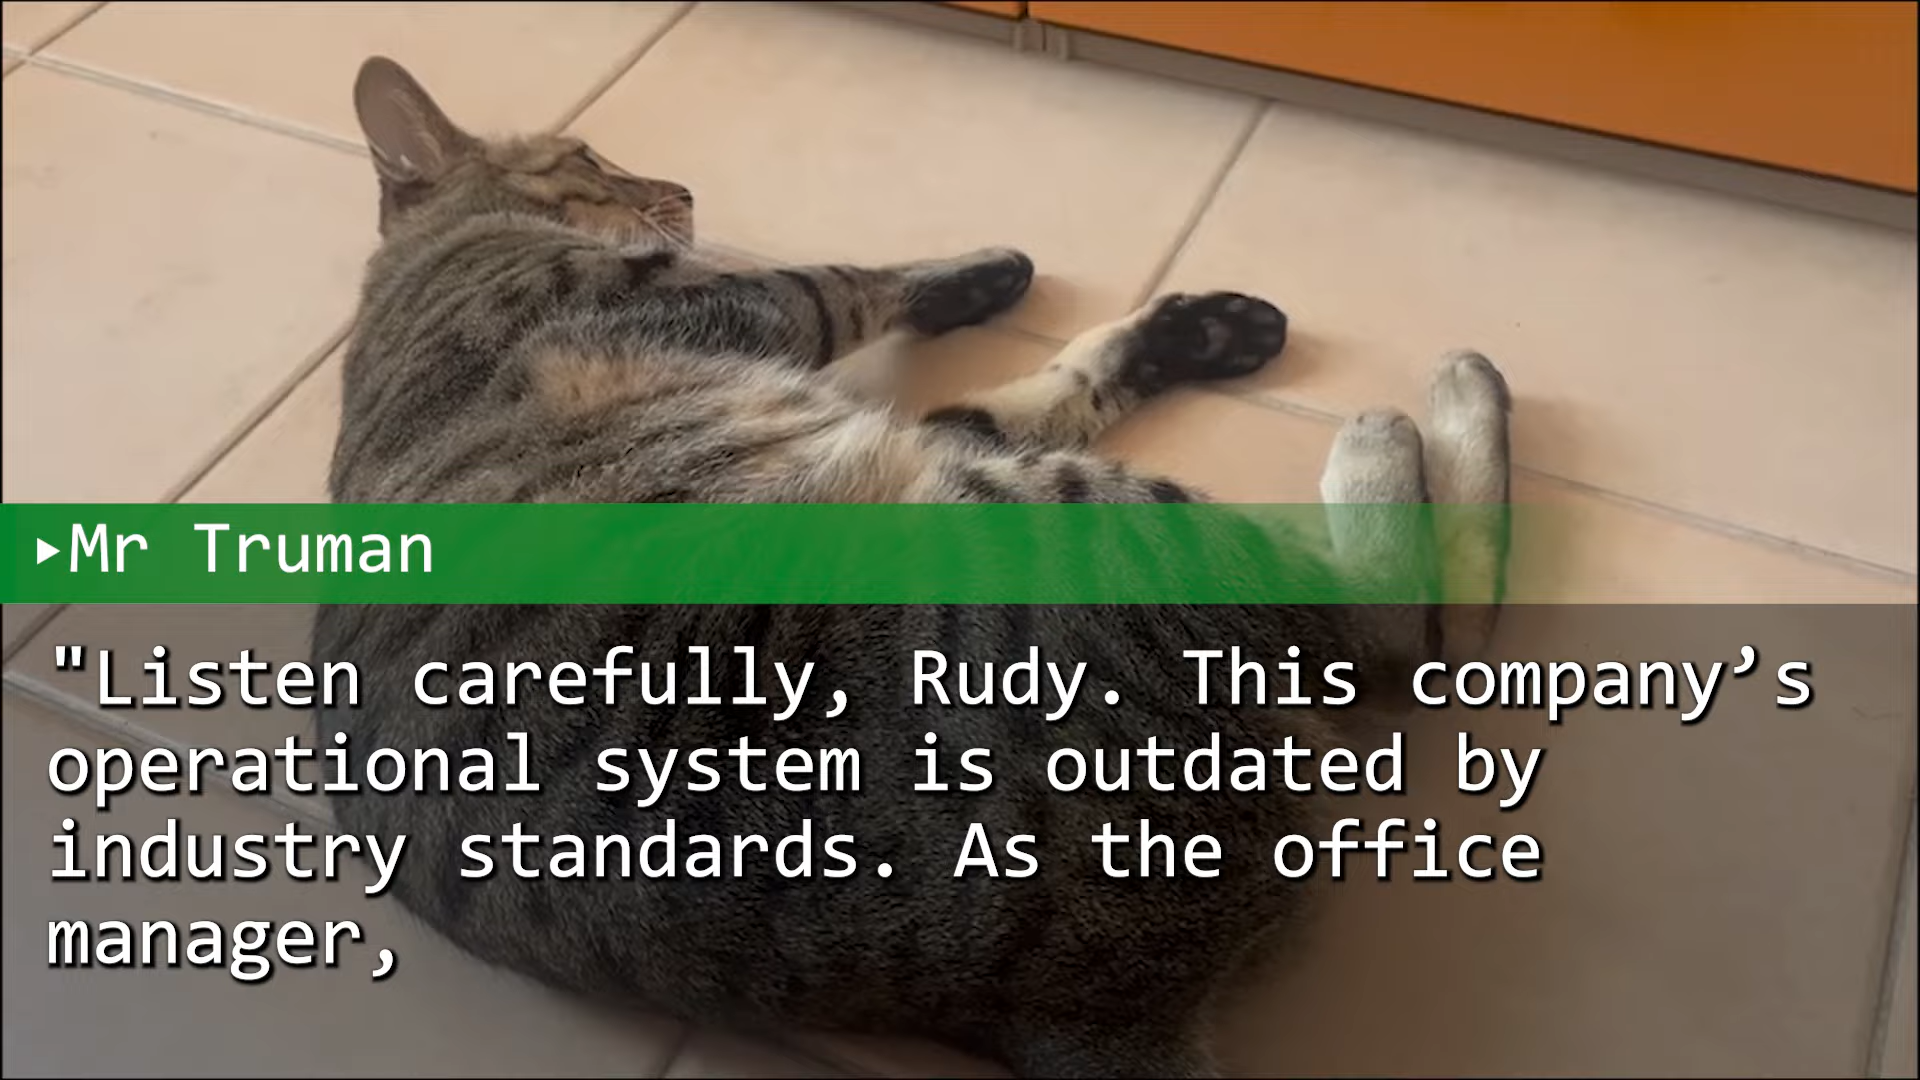 ▶Mr Truman
"Listen carefully, Rudy. This company’s
operational system is outdated by
industry standards. As the office
manager,